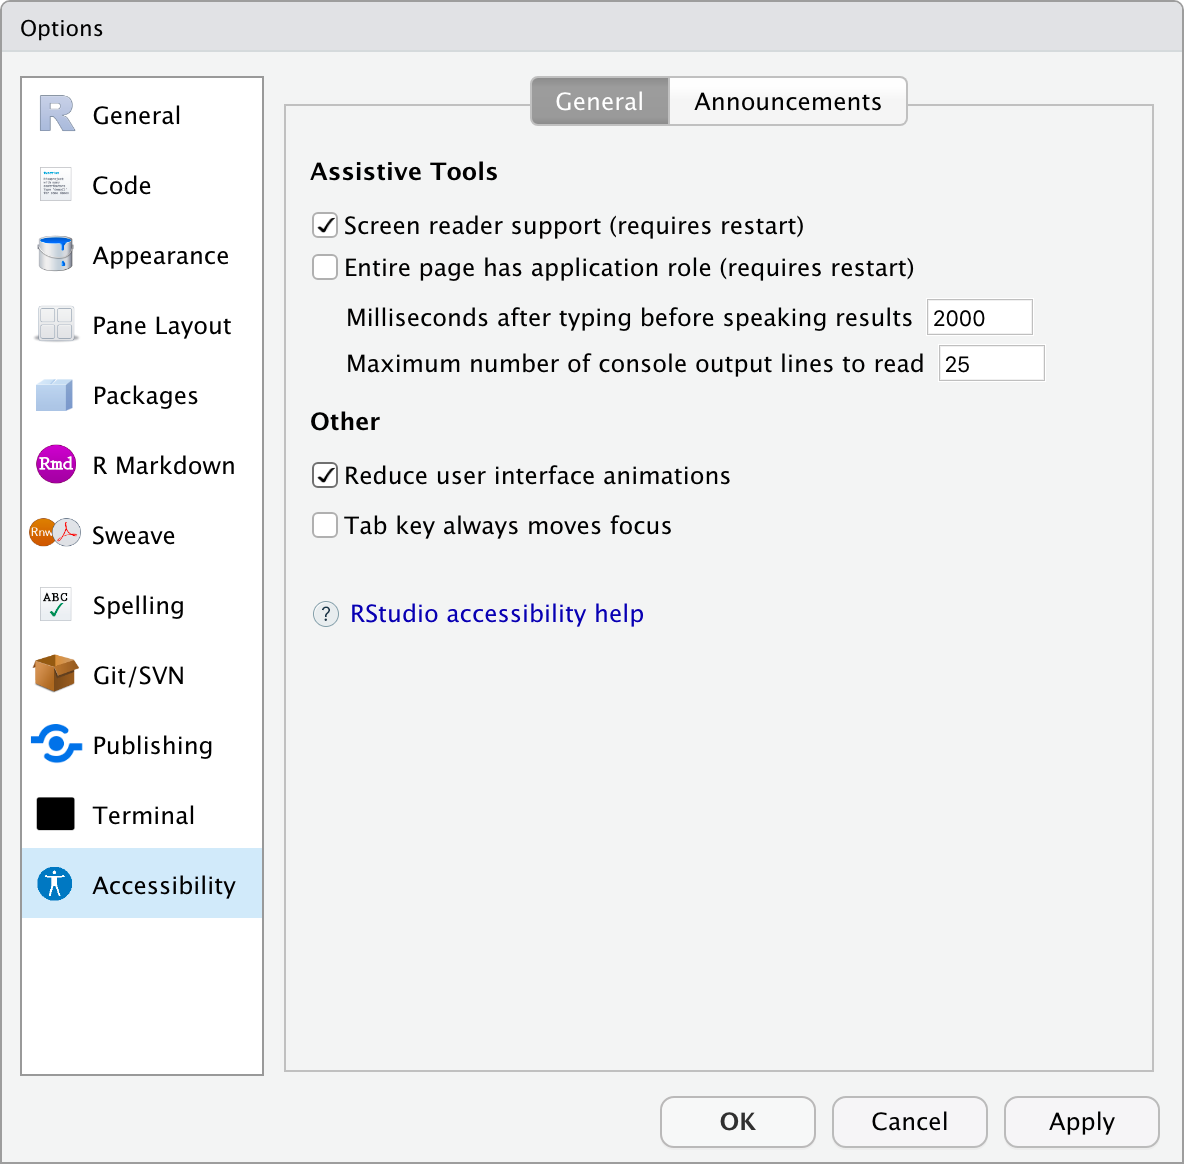 Options
General
Code
Appearance
Pane Layout
Packages
Rmd
R Markdown
Rnw
Sweave
ABC
Spelling
Git/SVN
Publishing
Terminal
Accessibility
General
Announcements
Assistive Tools
Screen reader support (requires restart)
Entire page has application role (requires restart)
Milliseconds after typing before speaking results 2000
Maximum number of console output lines to read 25
Other
Reduce user interface animations
Tab key always moves focus
? RStudio accessibility help
OK
Cancel
Apply